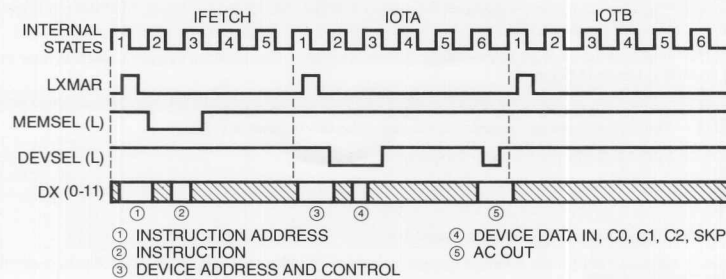 IFETCH IOTA IOTB
INTERNAL STATES 1 2 3 4 5 1 2 3 4 5 6 1 2 3 4 5 6
LXMAR
MEMSEL (L)
DEVSEL (L)
DX (0-11)
① ② ③ ④ ⑤
① INSTRUCTION ADDRESS
② INSTRUCTION
③ DEVICE ADDRESS AND CONTROL
④ DEVICE DATA IN, C0, C1, C2, SKP
⑤ AC OUT